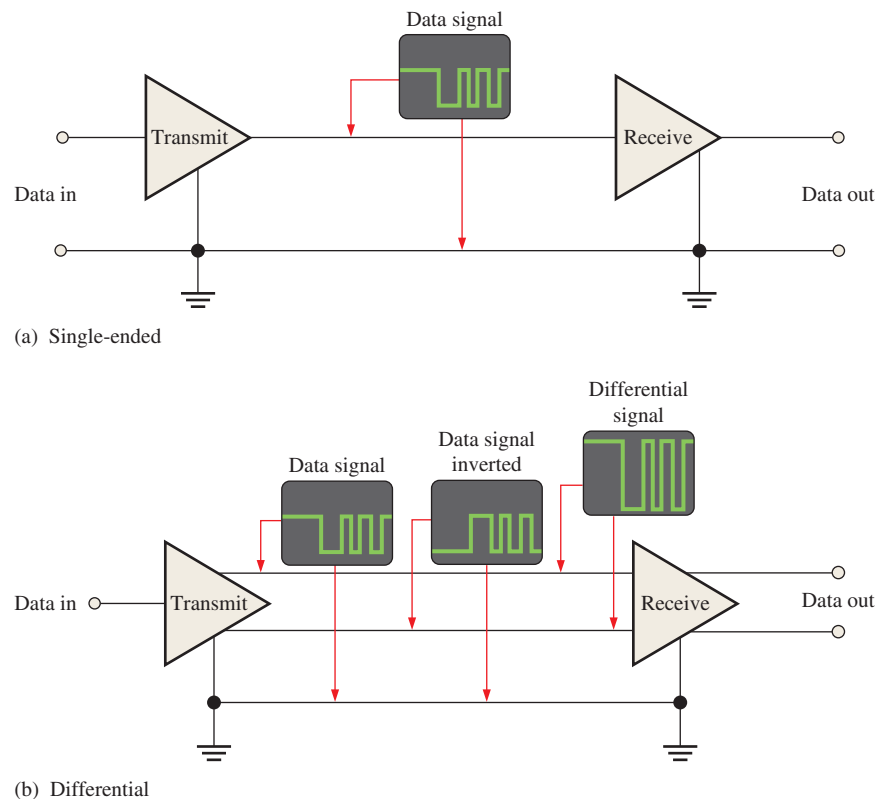 Data signal
Transmit
Receive
Data in
Data out
(a) Single-ended
Differential
signal
Data signal
inverted
Data signal
Data in
Transmit
Receive
Data out
(b) Differential